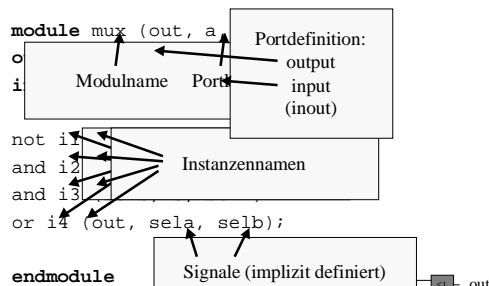 module mux (out, a
Portdefinition:
output
input
(inout)
o
i
Modulname Portl
not i1
and i2
and i3
Instanzennamen
or i4 (out, sela, selb);
Signale (implizit definiert)
endmodule
out